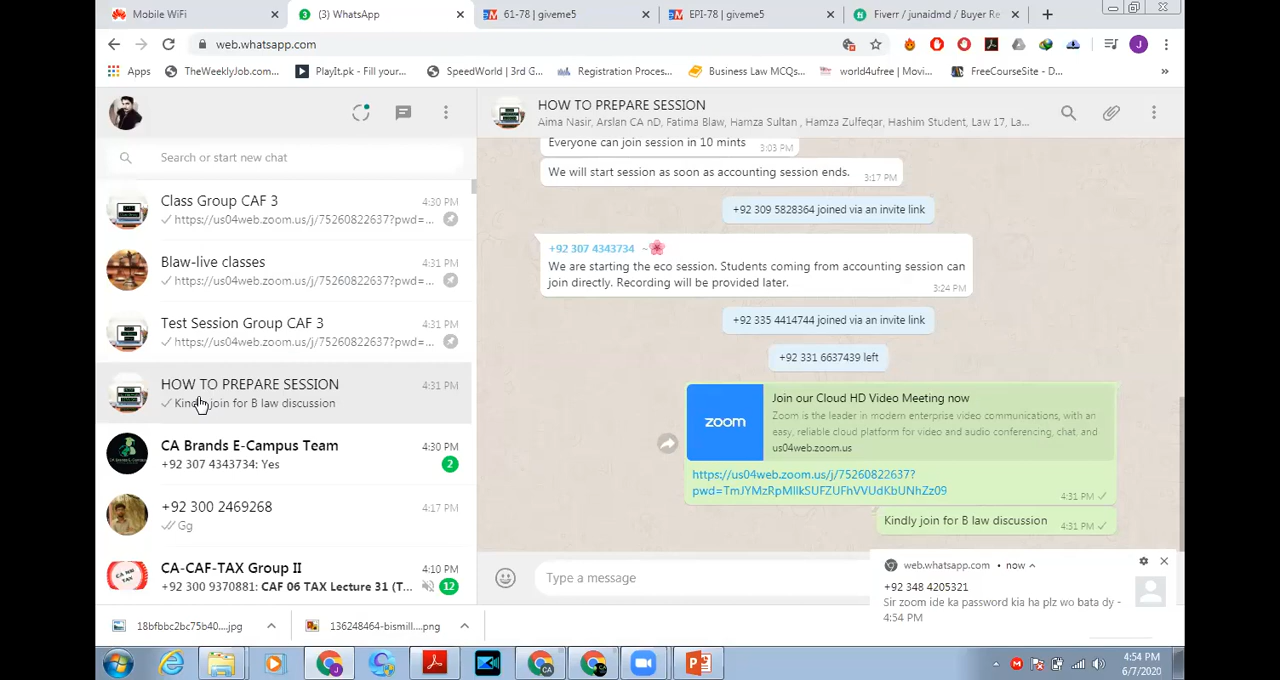 Mobile WiFi
(3) WhatsApp
61-78 | giveme5
EPI-78 | giveme5
Fiverr / junaidmd / Buyer Re
web.whatsapp.com
J
Apps
TheWeeklyJob.com...
PlayIt.pk - Fill your...
SpeedWorld | 3rd G...
Registration Proces...
Business Law MCQs...
world4ufree | Movi...
FreeCourseSite - D...
Search or start new chat
Class Group CAF 3
4:30 PM
https://us04web.zoom.us/j/75260822637?pwd=...
Blaw-live classes
4:31 PM
https://us04web.zoom.us/j/75260822637?pwd=...
Test Session Group CAF 3
4:31 PM
https://us04web.zoom.us/j/75260822637?pwd=...
HOW TO PREPARE SESSION
4:31 PM
Kindly join for B law discussion
CA Brands E-Campus Team
4:30 PM
+92 307 4343734: Yes
2
+92 300 2469268
4:17 PM
Gg
CA-CAF-TAX Group II
4:10 PM
+92 300 9370881: CAF 06 TAX Lecture 31 (T...
12
HOW TO PREPARE SESSION
Aima Nasir, Arslan CA nD, Fatima Blaw, Hamza Sultan , Hamza Zulfeqar, Hashim Student, Law 17, La...
Everyone can join session in 10 mints
3:03 PM
We will start session as soon as accounting session ends.
3:17 PM
+92 309 5828364 joined via an invite link
+92 307 4343734 ~🌸
We are starting the eco session. Students coming from accounting session can
join directly. Recording will be provided later.
3:24 PM
+92 335 4414744 joined via an invite link
+92 331 6637439 left
zoom
Join our Cloud HD Video Meeting now
Zoom is the leader in modern enterprise video communications, with an
easy, reliable cloud platform for video and audio conferencing, chat, and
us04web.zoom.us
https://us04web.zoom.us/j/75260822637?
4:31 PM
Kindly join for B law discussion
4:31 PM
Type a message
web.whatsapp.com • now
+92 348 4205321
Sir zoom ide ka password kia ha plz wo bata dy -
4:54 PM
18bfbbc2bc75b40....jpg
136248464-bismill....png
4:54 PM
6/7/2020